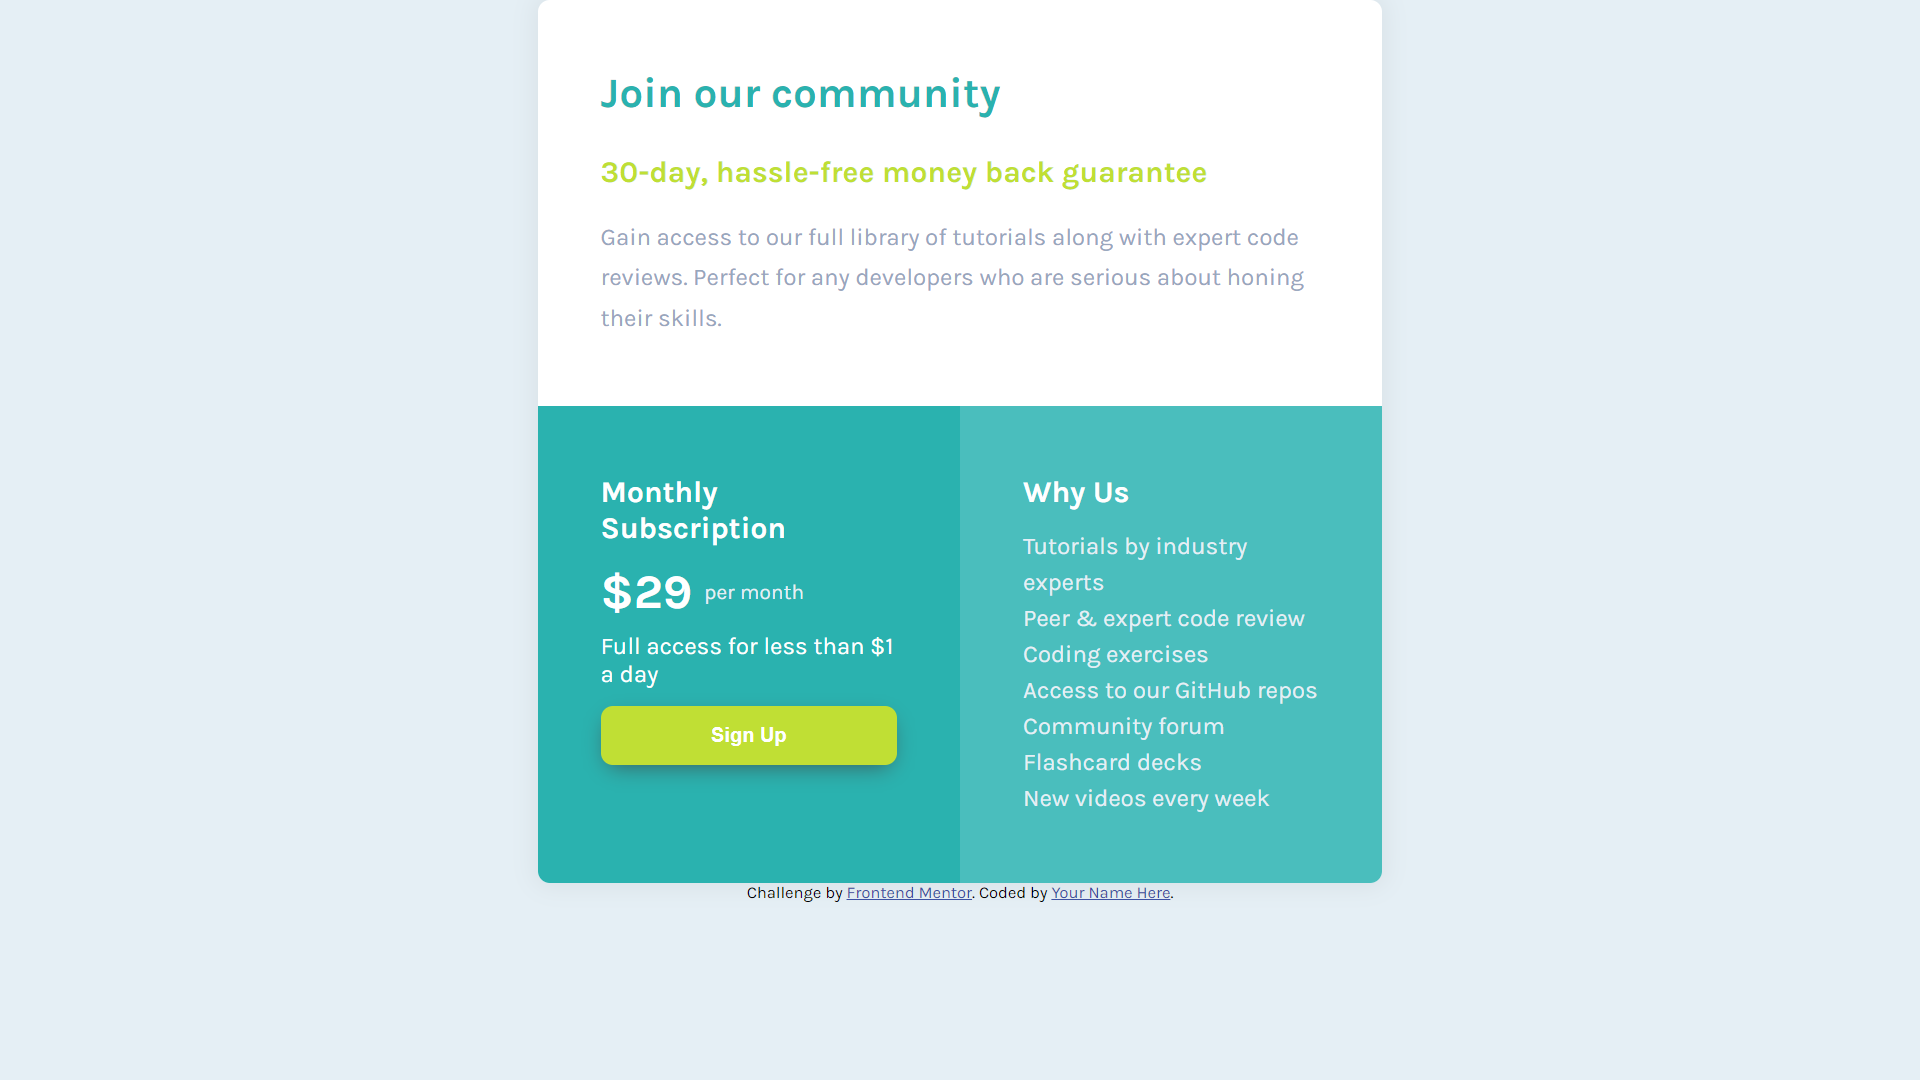 Join our community
30-day, hassle-free money back guarantee
Gain access to our full library of tutorials along with expert code
reviews. Perfect for any developers who are serious about honing
their skills.
Monthly
Subscription
$29 per month
Full access for less than $1
a day
Sign Up
Why Us
Tutorials by industry
experts
Peer & expert code review
Coding exercises
Access to our GitHub repos
Community forum
Flashcard decks
New videos every week
Challenge by Frontend Mentor. Coded by Your Name Here.